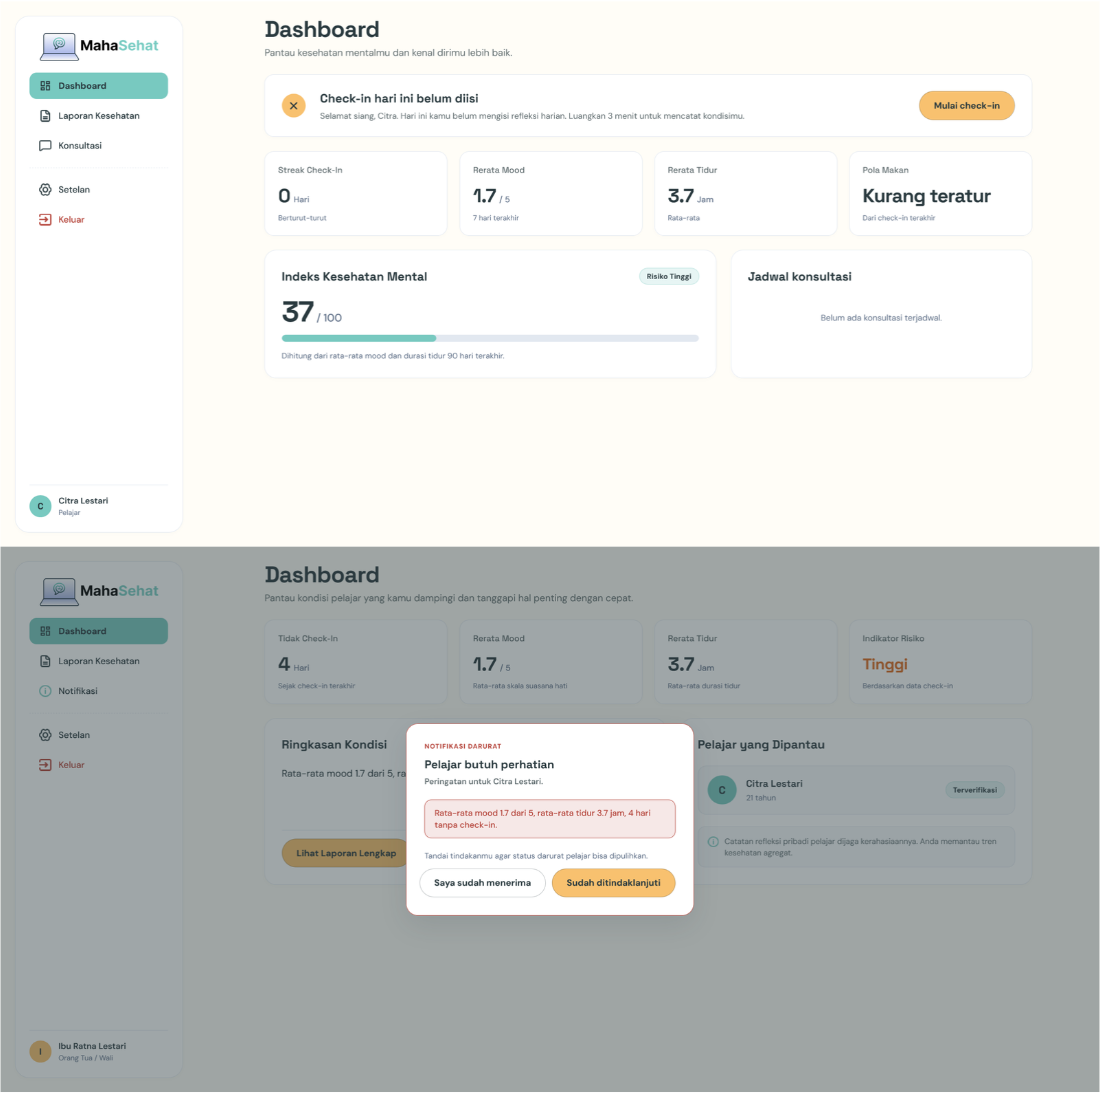 MahaSehat
Dashboard
Laporan Kesehatan
Konsultasi
Setelan
Keluar
C
Citra Lestari
Pelajar
Dashboard
Pantau kesehatan mentalmu dan kenal dirimu lebih baik.
Check-in hari ini belum diisi
Selamat siang, Citra. Hari ini kamu belum mengisi refleksi harian. Luangkan 3 menit untuk mencatat kondisimu.
Mulai check-in
Streak Check-In
0 Hari
Berturut-turut
Rerata Mood
1.7 / 5
7 hari terakhir
Rerata Tidur
3.7 Jam
Rata-rata
Pola Makan
Kurang teratur
Dari check-in terakhir
Indeks Kesehatan Mental
Risiko Tinggi
37 / 100
Dihitung dari rata-rata mood dan durasi tidur 90 hari terakhir.
Jadwal konsultasi
Belum ada konsultasi terjadwal.
MahaSehat
Dashboard
Laporan Kesehatan
Notifikasi
Setelan
Keluar
I
Ibu Ratna Lestari
Orang Tua / Wali
Dashboard
Pantau kondisi pelajar yang kamu dampingi dan tanggapi hal penting dengan cepat.
Tidak Check-In
4 Hari
Sejak check-in terakhir
Rerata Mood
1.7 / 5
Rata-rata skala suasana hati
Rerata Tidur
3.7 Jam
Rata-rata durasi tidur
Indikator Risiko
Tinggi
Berdasarkan data check-in
Ringkasan Kondisi
Rata-rata mood 1.7 dari 5, ra
Lihat Laporan Lengkap
NOTIFIKASI DARURAT
Pelajar butuh perhatian
Peringatan untuk Citra Lestari.
Rata-rata mood 1.7 dari 5, rata-rata tidur 3.7 jam, 4 hari
tanpa check-in.
Tandai tindakanmu agar status darurat pelajar bisa dipulihkan.
Saya sudah menerima
Sudah ditindaklanjuti
Pelajar yang Dipantau
C
Citra Lestari
21 tahun
Terverifikasi
Catatan refleksi pribadi pelajar dijaga kerahasiaannya. Anda memantau tren
kesehatan agregat.